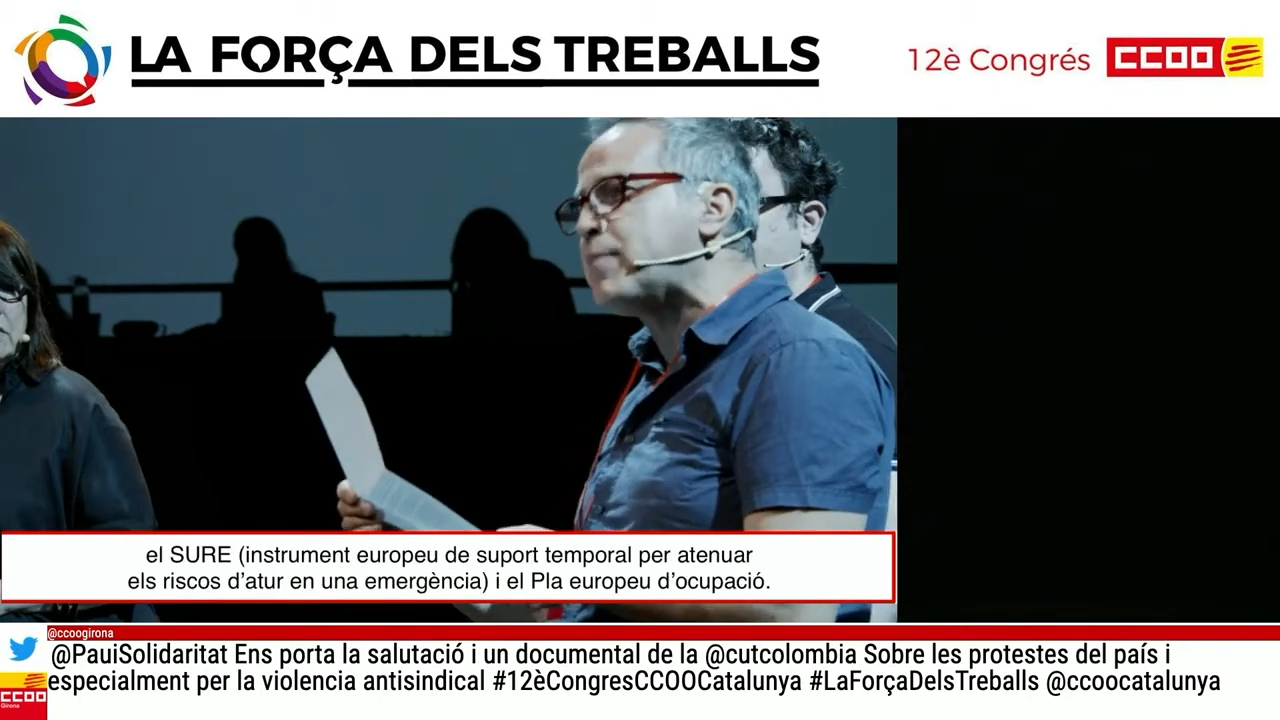 LA FORÇA DELS TREBALLS
12è Congrés
CCOO
el SURE (instrument europeu de suport temporal per atenuar
els riscos d’atur en una emergència) i el Pla europeu d’ocupació.
@ccoogirona
@PauiSolidaritat Ens porta la salutació i un documental de la @cutcolombia Sobre les protestes del país i
especialment per la violencia antisindical #12èCongresCCOOCatalunya #LaForçaDelsTreballs @ccoocatalunya
CCOO
Girona